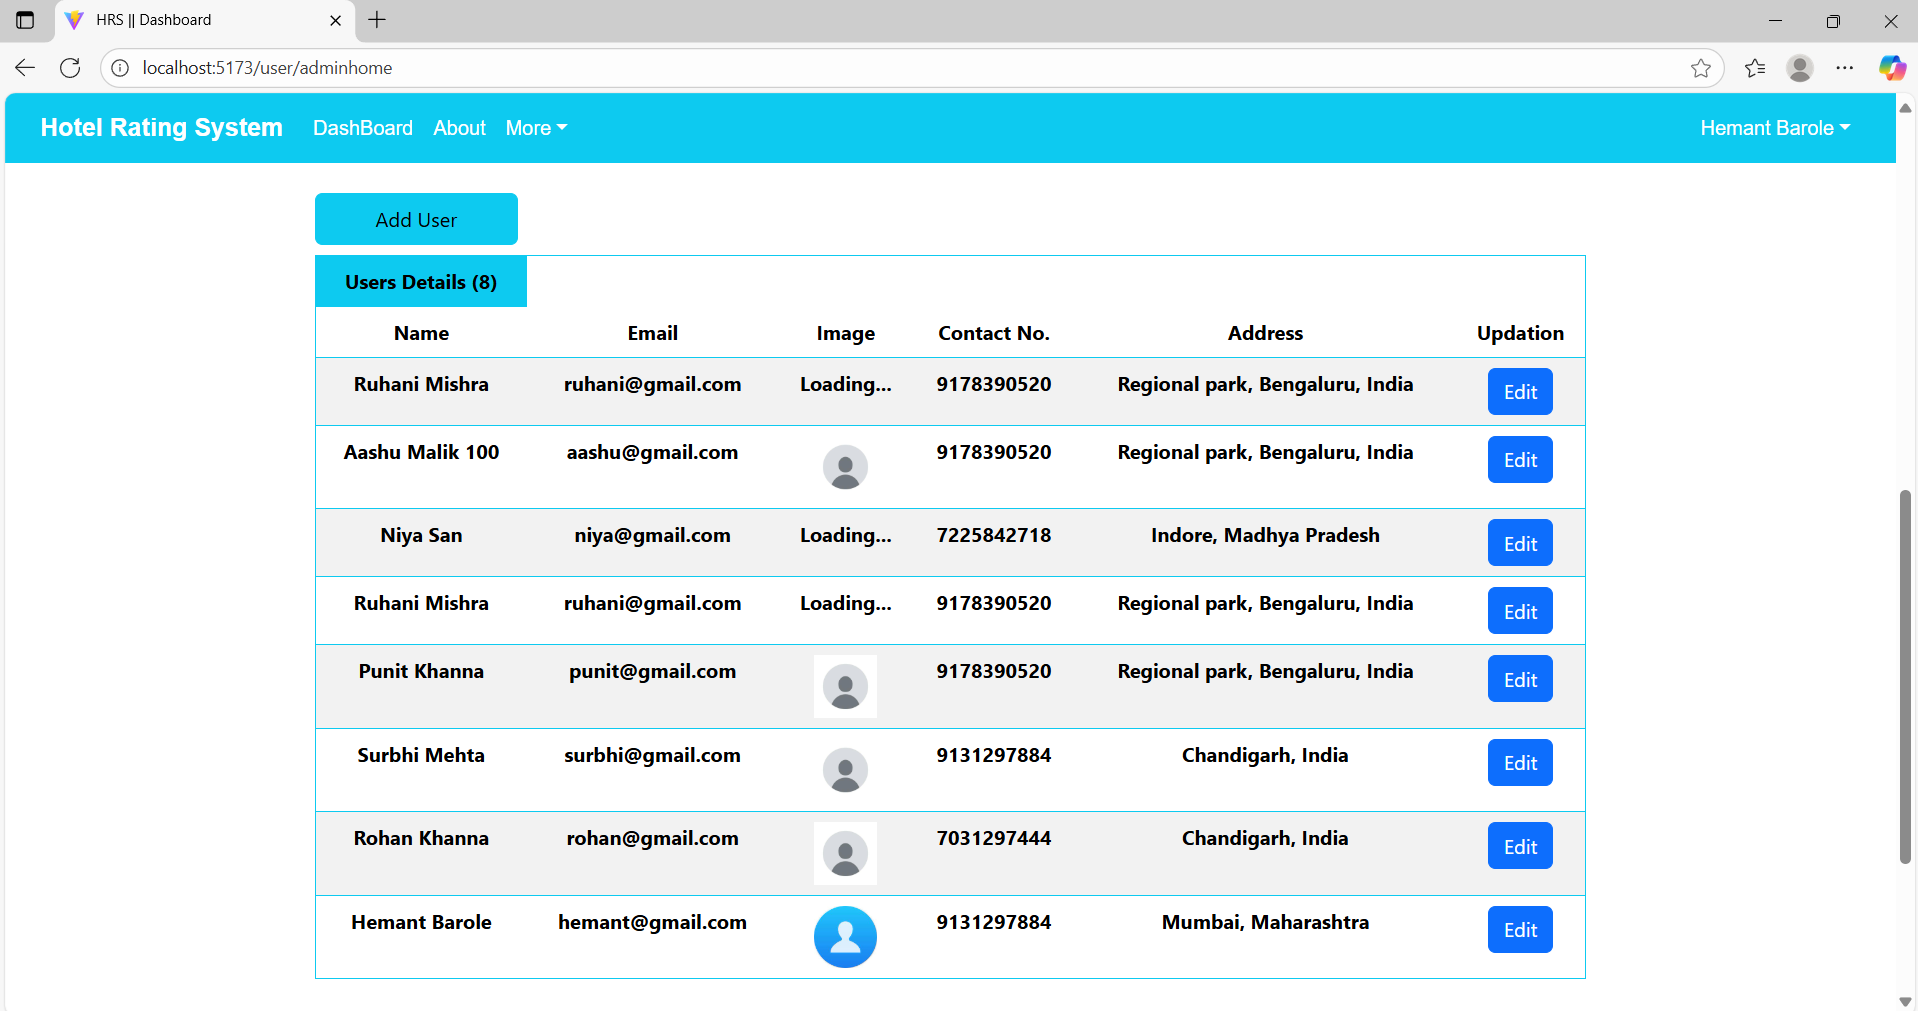 HRS || Dashboard
localhost:5173/user/adminhome
Hotel Rating System DashBoard About More Hemant Barole
Add User
Users Details (8)
Name Email Image Contact No. Address Updation
Ruhani Mishra ruhani@gmail.com Loading... 9178390520 Regional park, Bengaluru, India Edit
Aashu Malik 100 aashu@gmail.com 9178390520 Regional park, Bengaluru, India Edit
Niya San niya@gmail.com Loading... 7225842718 Indore, Madhya Pradesh Edit
Ruhani Mishra ruhani@gmail.com Loading... 9178390520 Regional park, Bengaluru, India Edit
Punit Khanna punit@gmail.com 9178390520 Regional park, Bengaluru, India Edit
Surbhi Mehta surbhi@gmail.com 9131297884 Chandigarh, India Edit
Rohan Khanna rohan@gmail.com 7031297444 Chandigarh, India Edit
Hemant Barole hemant@gmail.com 9131297884 Mumbai, Maharashtra Edit